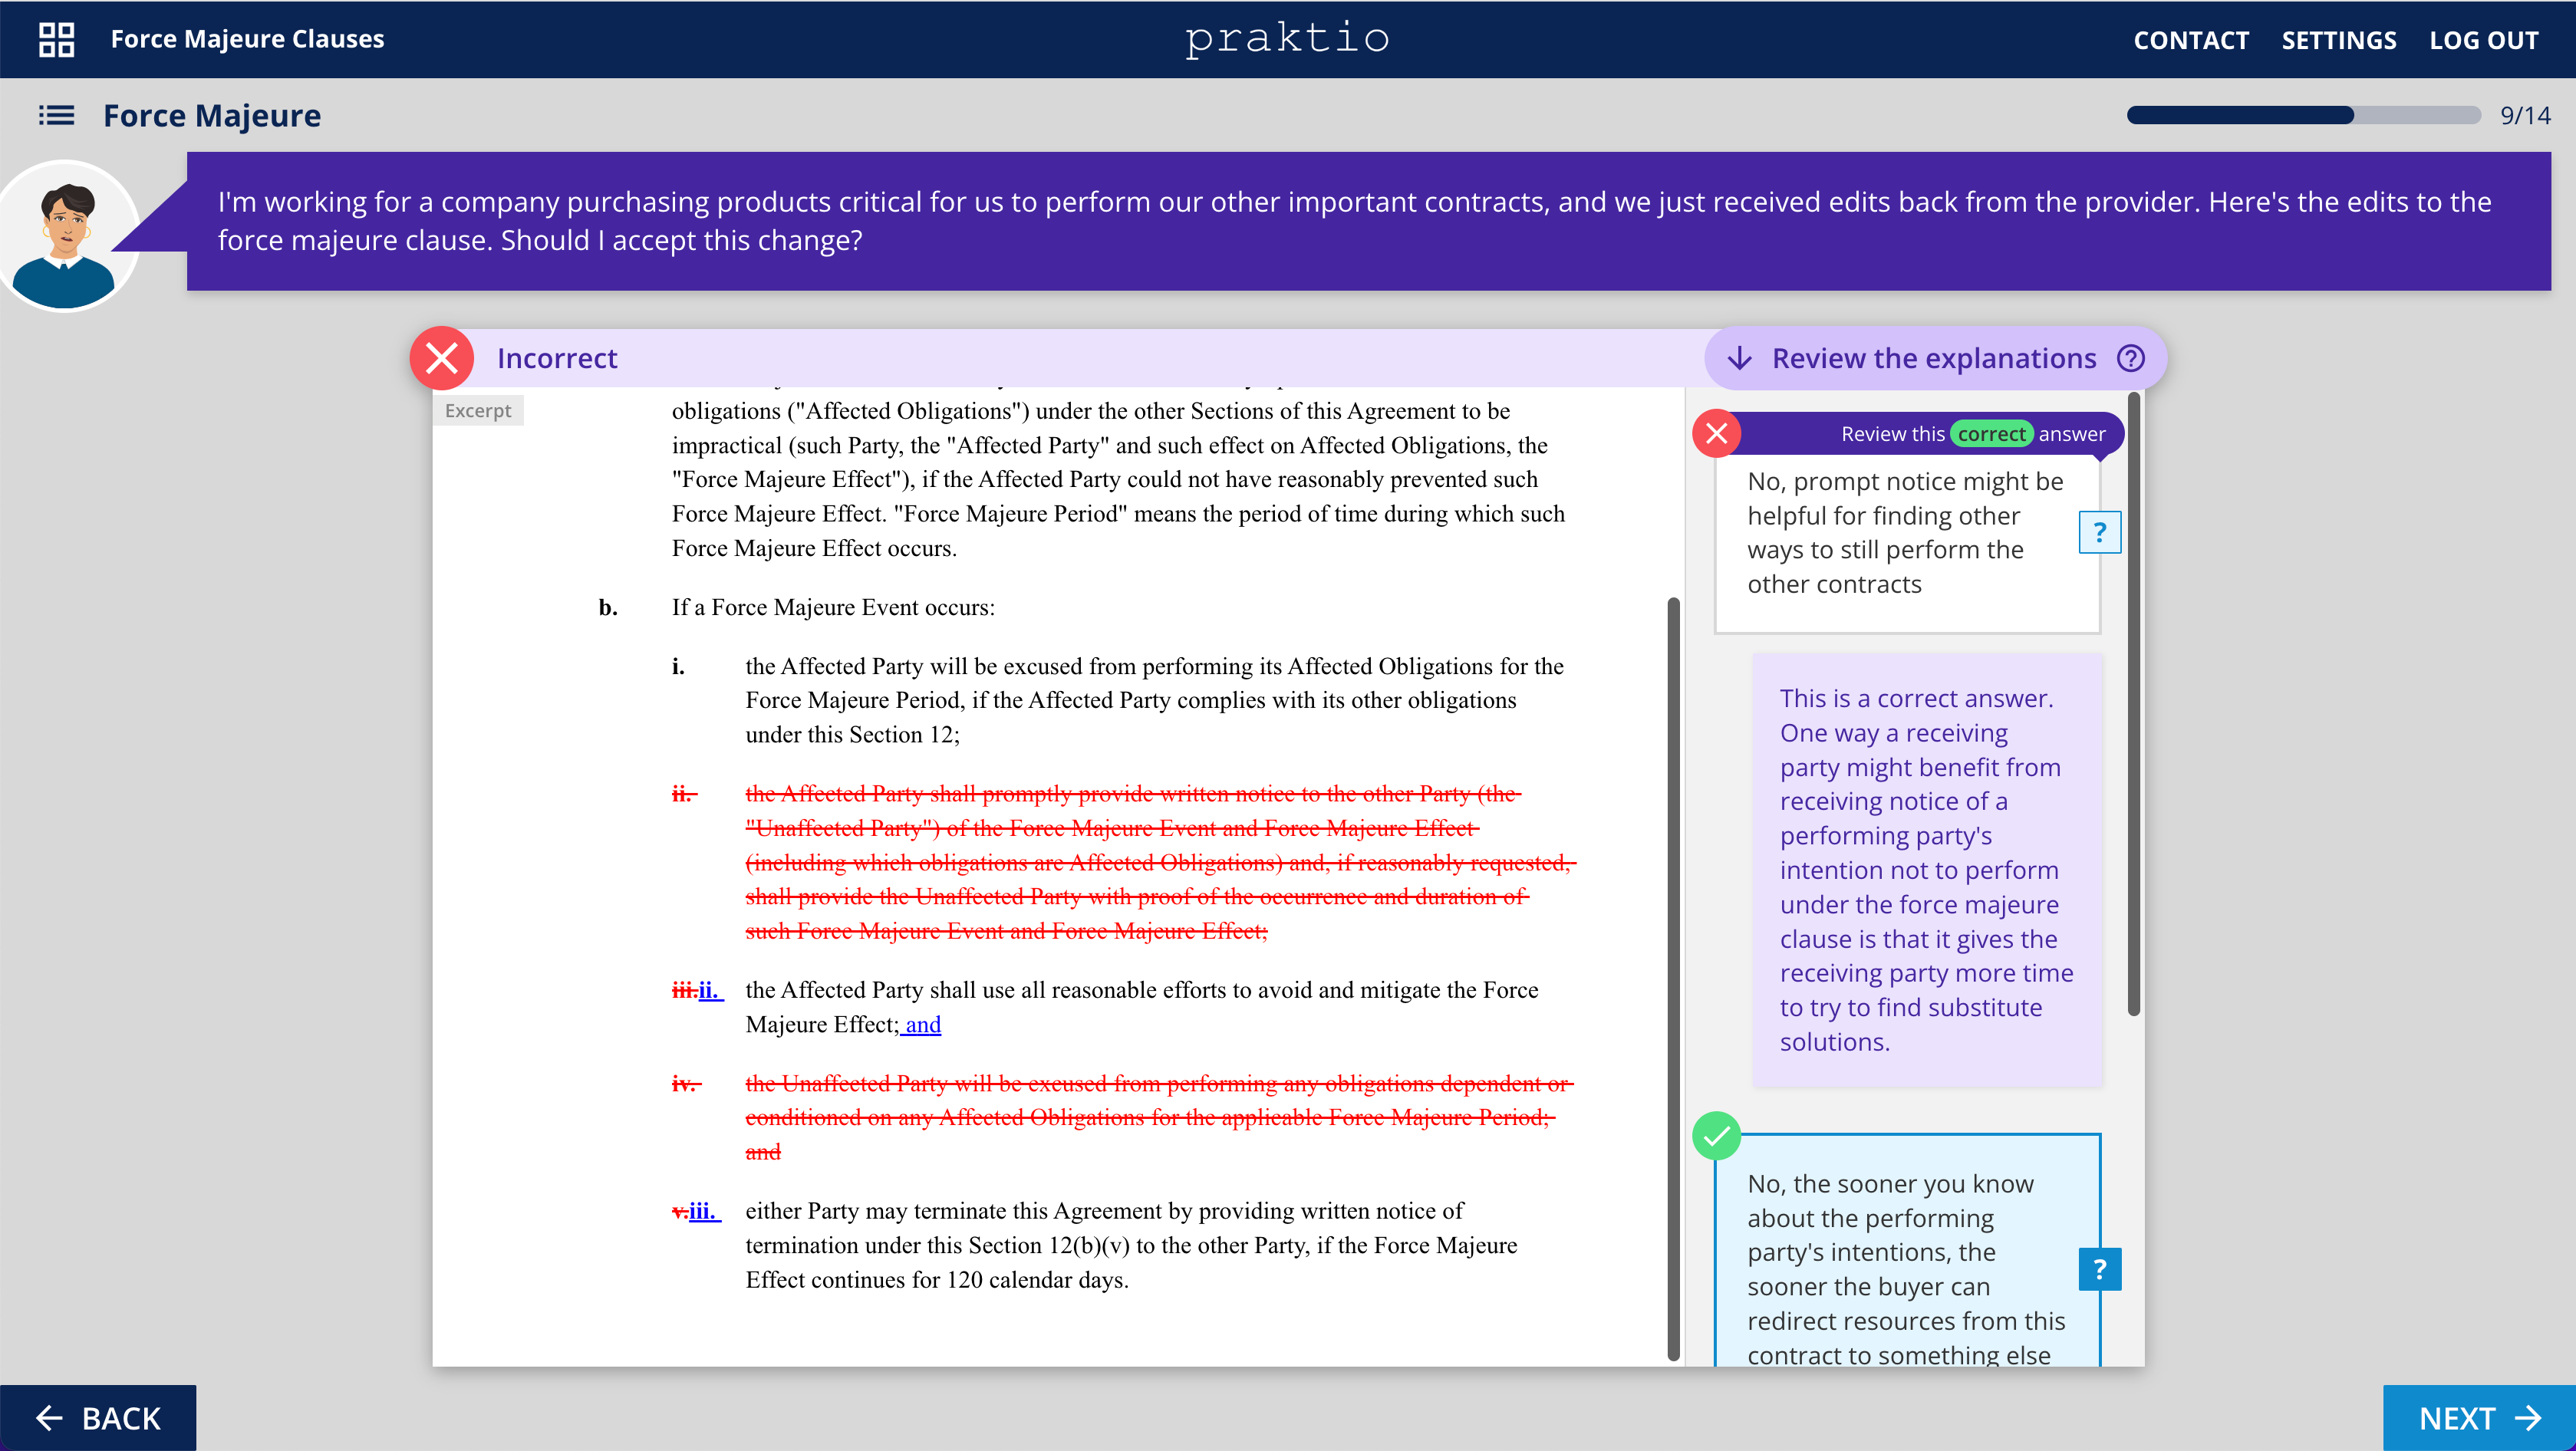 Force Majeure Clauses
praktio
CONTACT SETTINGS LOG OUT
Force Majeure
9/14
I'm working for a company purchasing products critical for us to perform our other important contracts, and we just received edits back from the provider. Here's the edits to the
force majeure clause. Should I accept this change?
Incorrect
Review the explanations ?
Excerpt
obligations ("Affected Obligations") under the other Sections of this Agreement to be
impractical (such Party, the "Affected Party" and such effect on Affected Obligations, the
"Force Majeure Effect"), if the Affected Party could not have reasonably prevented such
Force Majeure Effect. "Force Majeure Period" means the period of time during which such
Force Majeure Effect occurs.
b. If a Force Majeure Event occurs:
i. the Affected Party will be excused from performing its Affected Obligations for the
Force Majeure Period, if the Affected Party complies with its other obligations
under this Section 12;
ii. the Affected Party shall promptly provide written notice to the other Party (the
"Unaffected Party") of the Force Majeure Event and Force Majeure Effect
(including which obligations are Affected Obligations) and, if reasonably requested,
shall provide the Unaffected Party with proof of the occurrence and duration of
such Force Majeure Event and Force Majeure Effect;
iii.ii. the Affected Party shall use all reasonable efforts to avoid and mitigate the Force
Majeure Effect; and
iv. the Unaffected Party will be excused from performing any obligations dependent or
conditioned on any Affected Obligations for the applicable Force Majeure Period;
and
v.iii. either Party may terminate this Agreement by providing written notice of
termination under this Section 12(b)(v) to the other Party, if the Force Majeure
Effect continues for 120 calendar days.
Review this correct answer
No, prompt notice might be
helpful for finding other
ways to still perform the
other contracts
?
This is a correct answer.
One way a receiving
party might benefit from
receiving notice of a
performing party's
intention not to perform
under the force majeure
clause is that it gives the
receiving party more time
to try to find substitute
solutions.
No, the sooner you know
about the performing
party's intentions, the
sooner the buyer can
redirect resources from this
contract to something else
?
BACK
NEXT